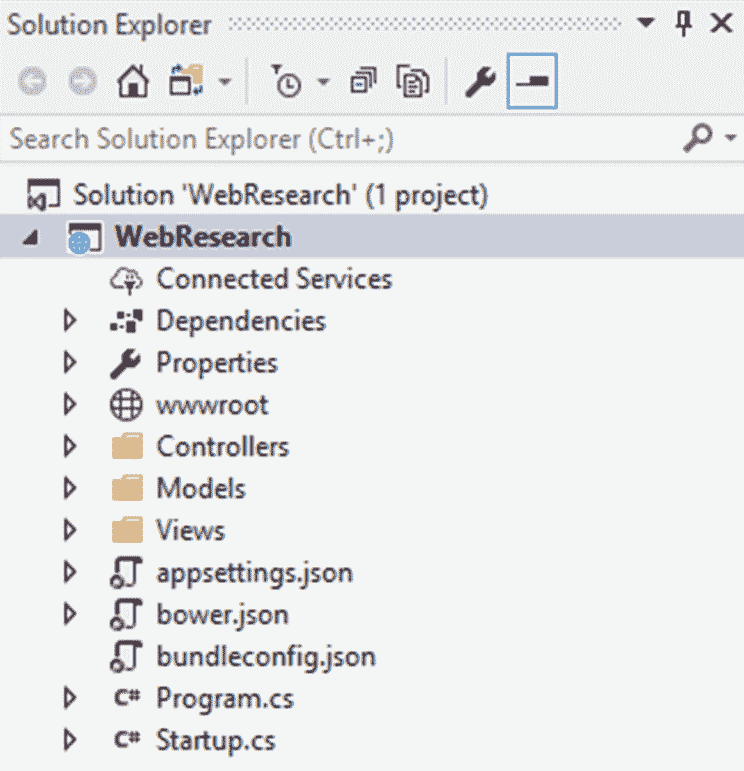 Solution Explorer
Search Solution Explorer (Ctrl+;)
Solution 'WebResearch' (1 project)
WebResearch
Connected Services
Dependencies
Properties
wwwroot
Controllers
Models
Views
appsettings.json
bower.json
bundleconfig.json
C# Program.cs
C# Startup.cs